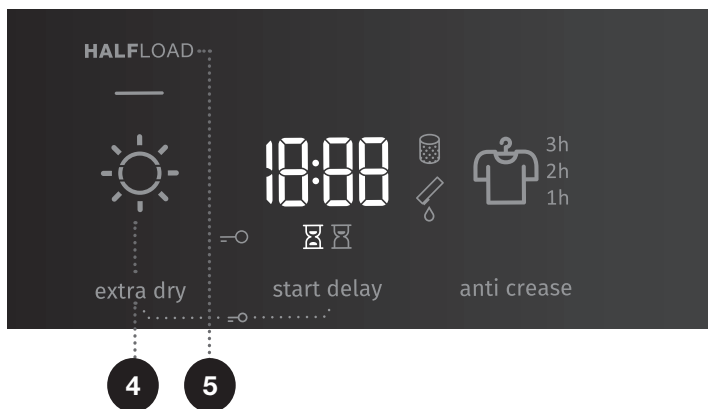 HALFLOAD
18:88
3h
2h
1h
extra dry
start delay
anti crease
4
5